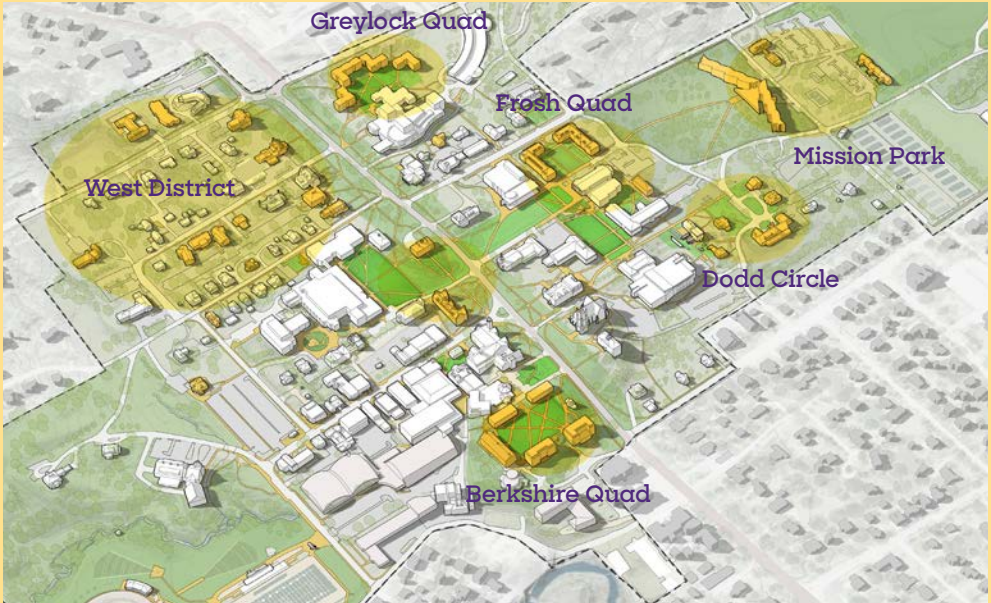 Greylock Quad
Frosh Quad
Mission Park
West District
Dodd Circle
Berkshire Quad